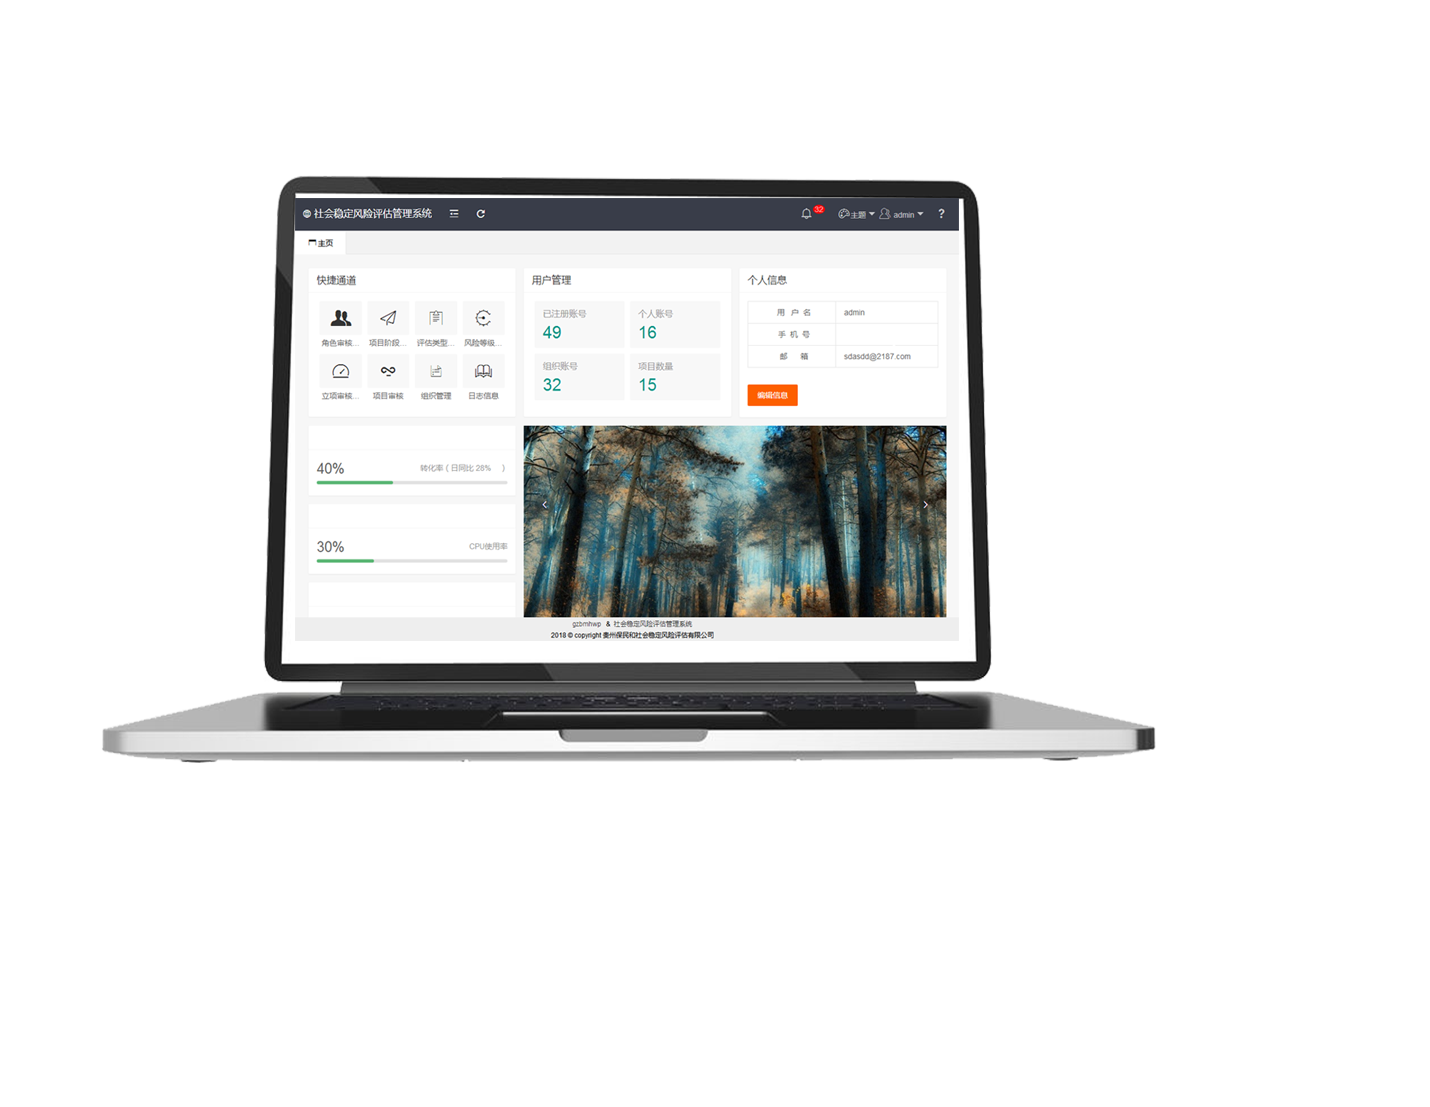 社会稳定风险评估管理系统
32
主题
admin
?
主页
快捷通道
角色审核...
项目阶段...
评估类型...
风险等级...
立项审核...
项目审核
组织管理
日志信息
用户管理
已注册账号
49
个人账号
16
组织账号
32
项目数量
15
个人信息
用 户 名 admin
手 机 号
邮 箱 sdasdd@2187.com
编辑信息
40% 转化率（日同比 28% ）
30% CPU使用率
gzbmhwp & 社会稳定风险评估管理系统
2018 © copyright 贵州保民和社会稳定风险评估有限公司